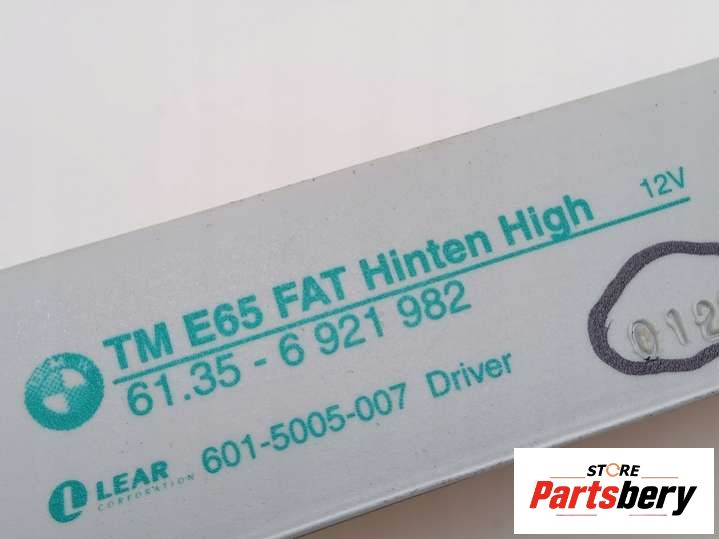 TM E65 FAT Hinten High 12V
61.35 - 6 921 982
601-5005-007 Driver
LEAR
CORPORATION
012
STORE
Partsbery